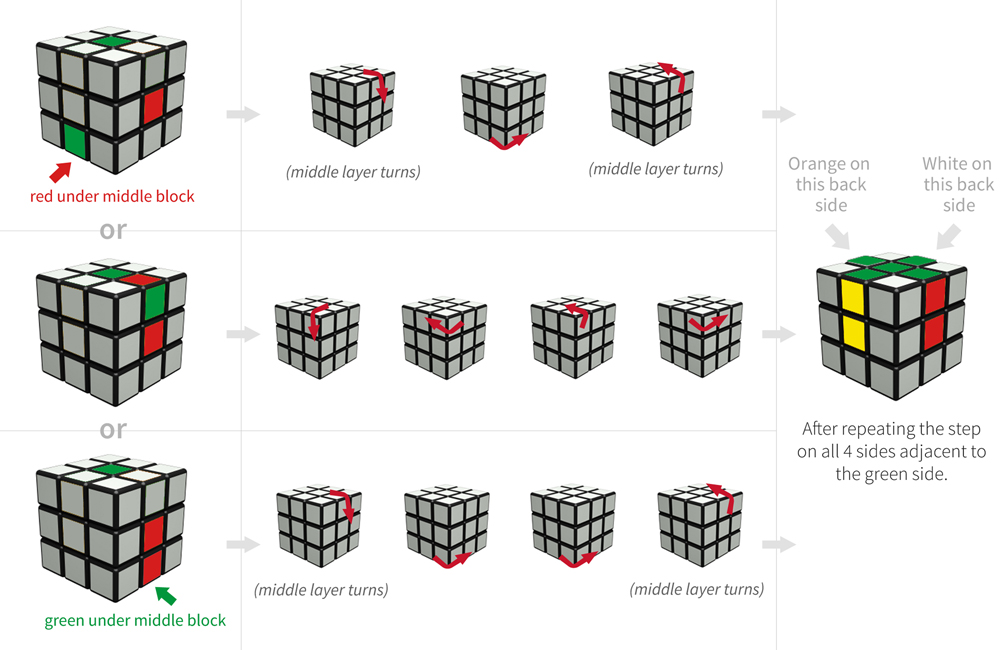 (middle layer turns)
(middle layer turns)
red under middle block
or
Orange on
this back
side
White on
this back
side
or
After repeating the step
on all 4 sides adjacent to
the green side.
(middle layer turns)
(middle layer turns)
green under middle block